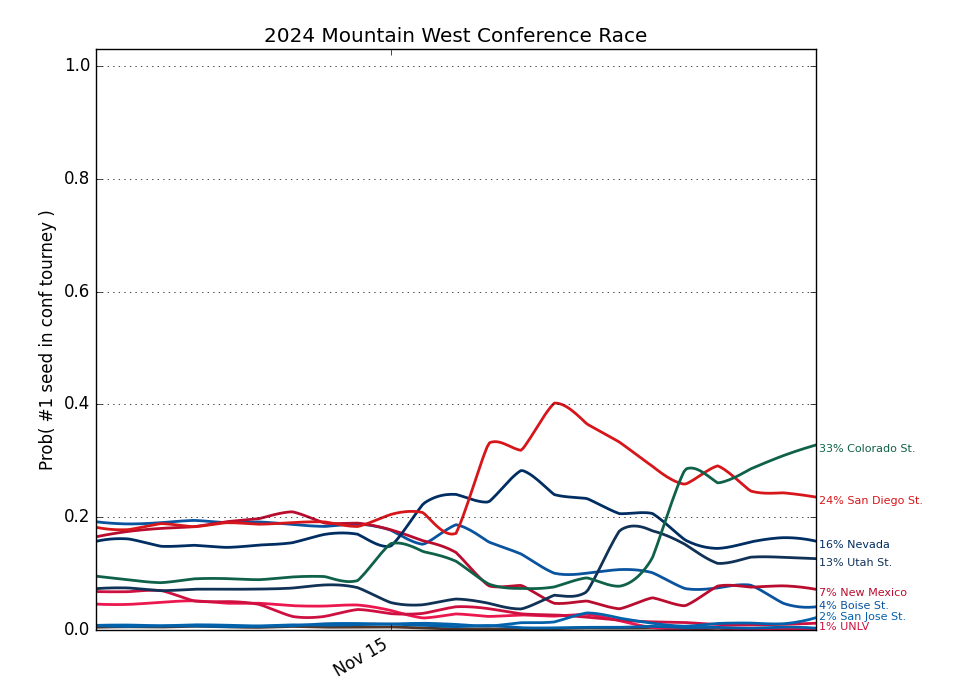 2024 Mountain West Conference Race
1.0
0.8
0.6
0.4
0.2
0.0
Prob( #1 seed in conf tourney )
Nov 15
33% Colorado St.
24% San Diego St.
16% Nevada
13% Utah St.
7% New Mexico
4% Boise St.
2% San Jose St.
1% UNLV